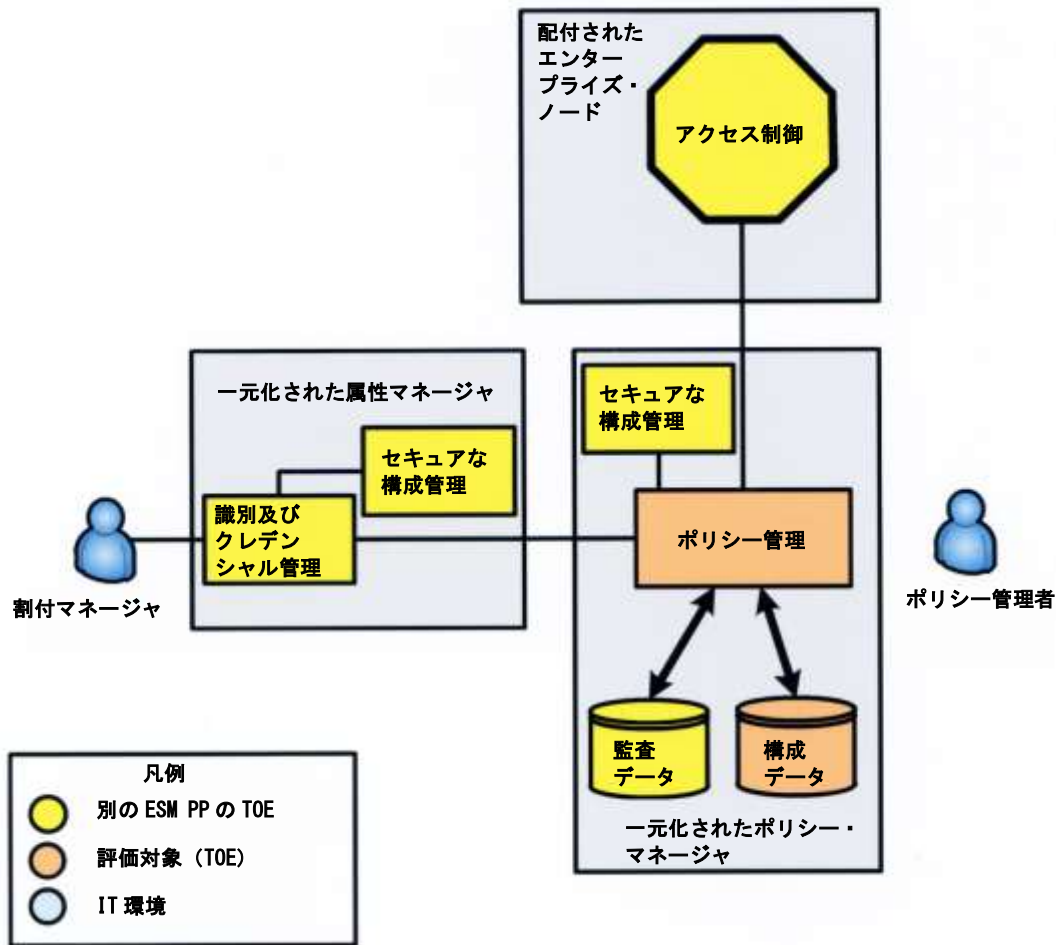 配付された
エンター
プライズ・
ノード
アクセス制御
一元化された属性マネージャ
セキュアな
構成管理
識別及び
クレデン
シャル管理
割付マネージャ
セキュアな
構成管理
ポリシー管理
ポリシー管理者
監査
データ
構成
データ
一元化されたポリシー・
マネージャ
凡例
別の ESM PP の TOE
評価対象（TOE）
IT 環境